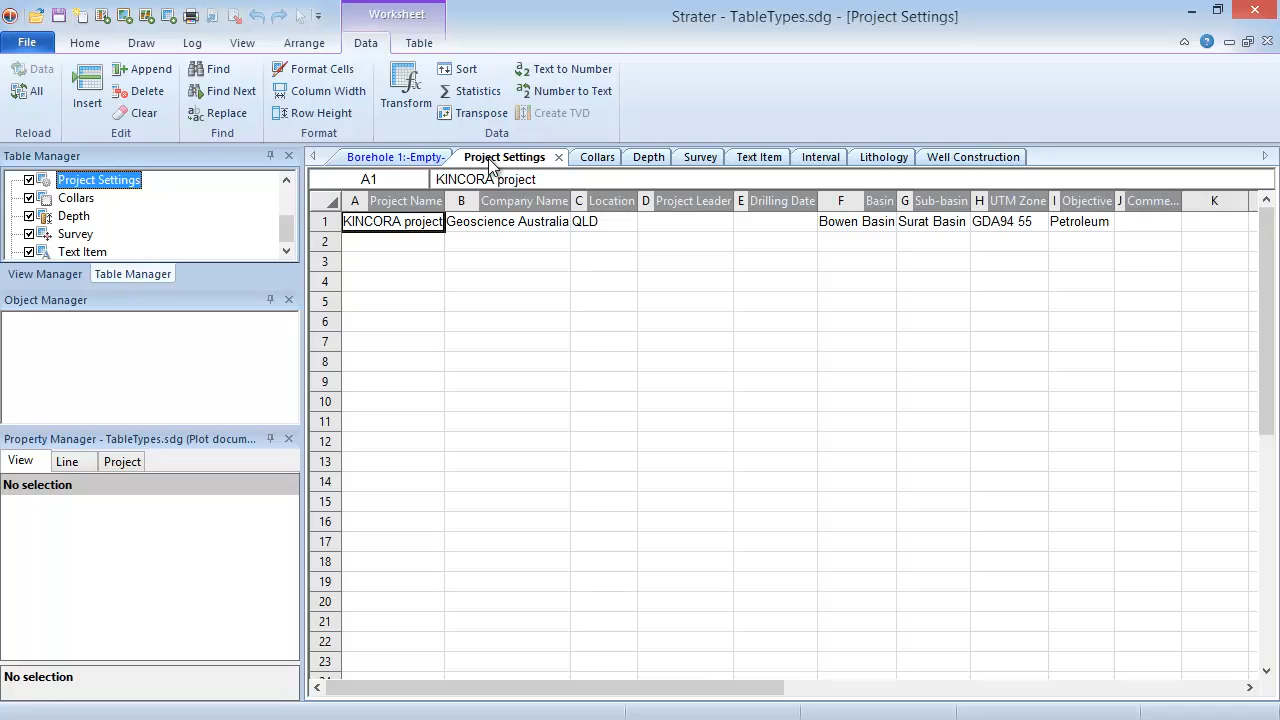 Worksheet
Strater - TableTypes.sdg - [Project Settings]
File Home Draw Log View Arrange Data Table
Data
All
Reload
Insert
Append
Delete
Clear
Edit
Find
Find Next
Replace
Find
Format Cells
Column Width
Row Height
Format
Transform
Sort
Statistics
Transpose
Text to Number
Number to Text
Create TVD
Data
Table Manager
Project Settings
Collars
Depth
Survey
Text Item
View Manager Table Manager
Object Manager
Property Manager - TableTypes.sdg (Plot docum...
View Line Project
No selection
No selection
Borehole 1:-Empty- Project Settings Collars Depth Survey Text Item Interval Lithology Well Construction
A1 KINCORA project
A Project Name B Company Name C Location D Project Leader E Drilling Date F Basin G Sub-basin H UTM Zone I Objective J Comme... K
1 KINCORA project Geoscience Australia QLD Bowen Basin Surat Basin GDA94 55 Petroleum
2
3
4
5
6
7
8
9
10
11
12
13
14
15
16
17
18
19
20
21
22
23